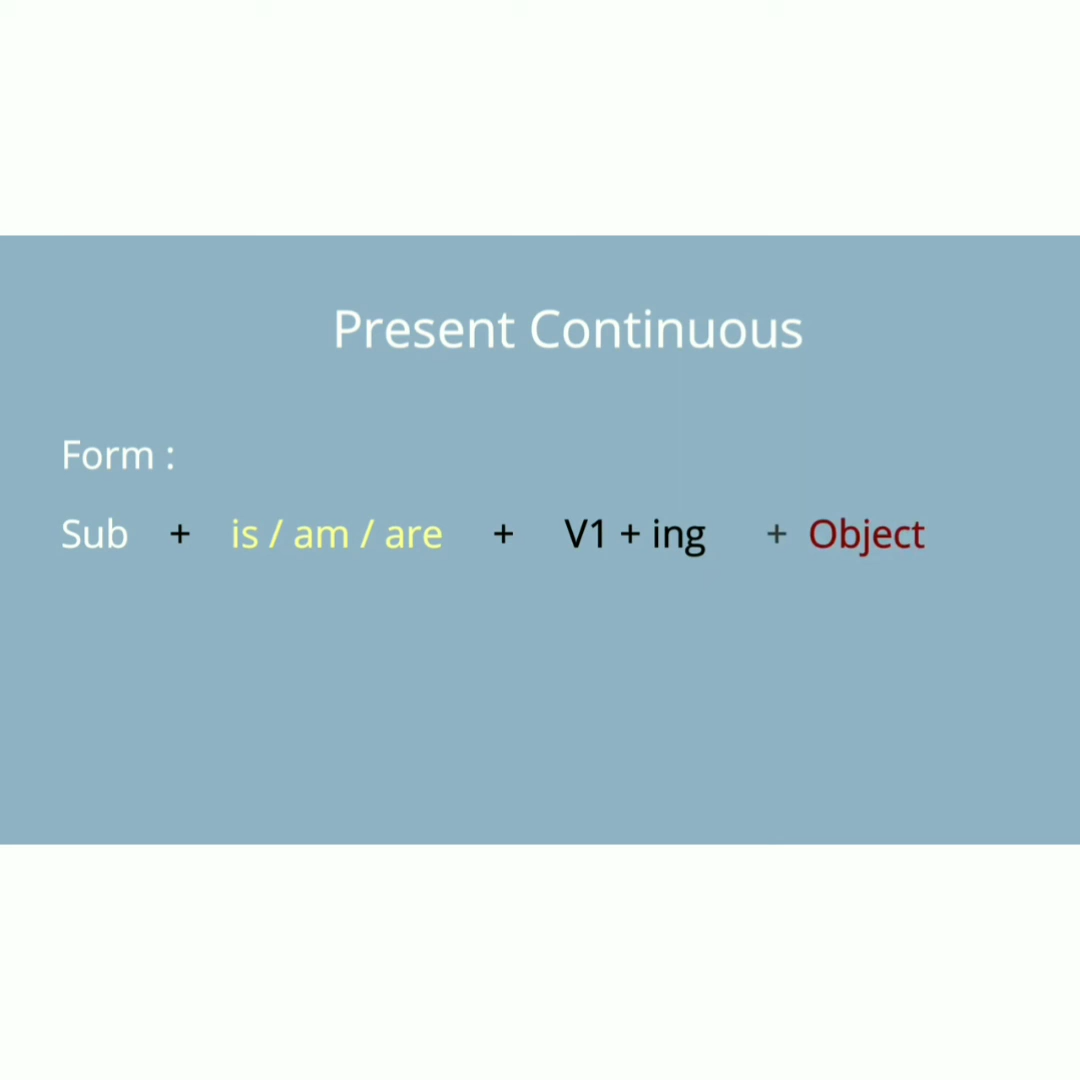 Present Continuous
Form :
Sub + is / am / are + V1 + ing + Object